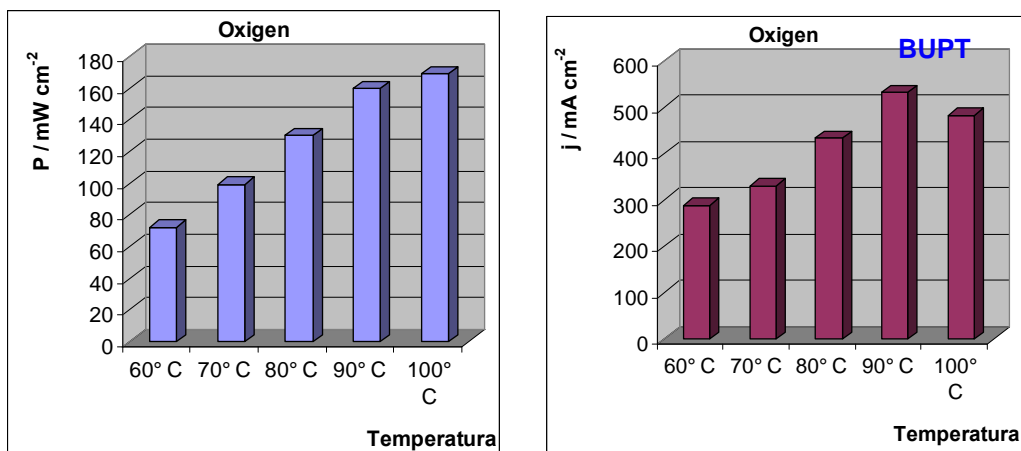 Oxigen
P / mW cm-2
180
160
140
120
100
80
60
40
20
0
60° C 70° C 80° C 90° C 100° C
Temperatura
Oxigen
BUPT
j / mA cm-2
600
500
400
300
200
100
0
60° C 70° C 80° C 90° C 100° C
Temperatura